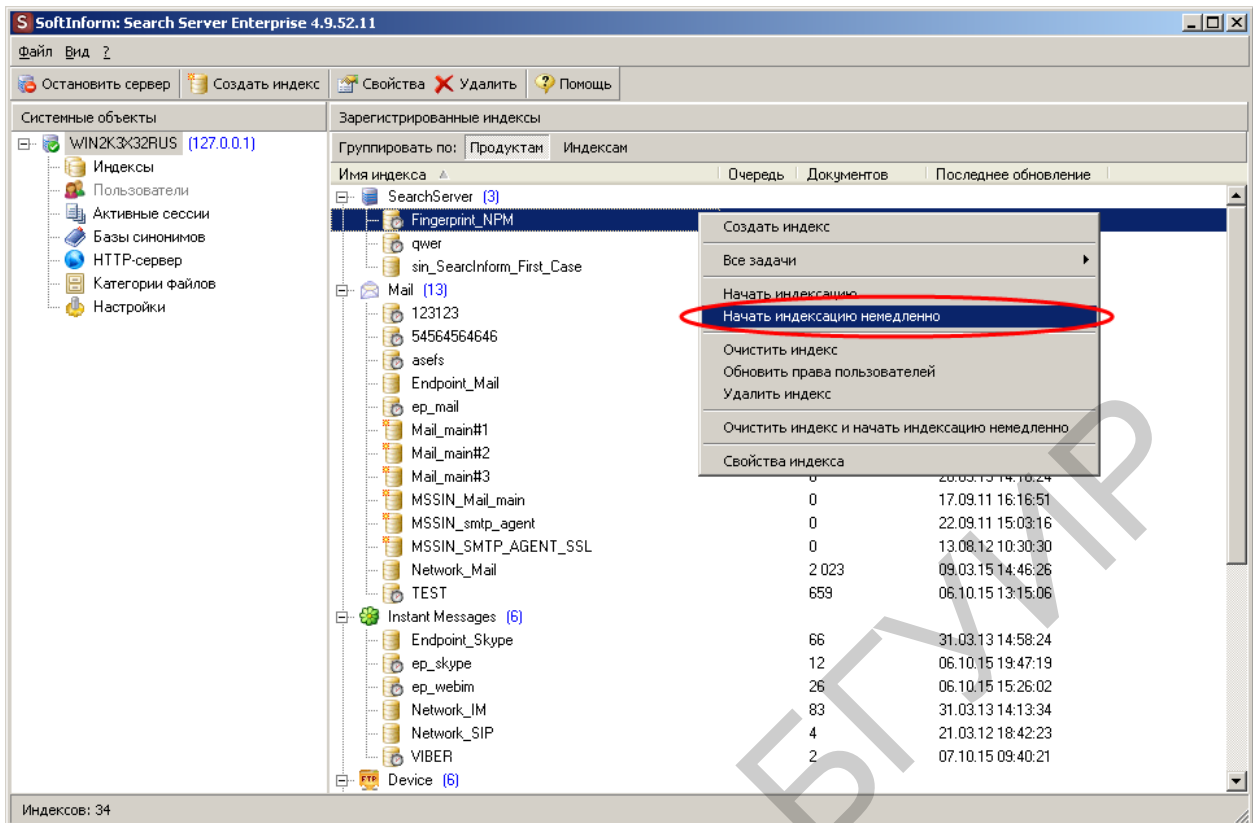 SoftInform: Search Server Enterprise 4.9.52.11
Файл Вид ?
Остановить сервер Создать индекс Свойства Удалить Помощь
Системные объекты
WIN2K3X32RUS (127.0.0.1)
Индексы
Пользователи
Активные сессии
Базы синонимов
HTTP-сервер
Категории файлов
Настройки
Зарегистрированные индексы
Группировать по: Продуктам Индексам
Имя индекса Очередь Документов Последнее обновление
SearchServer (3)
Fingerprint_NPM
qwer
sin_SearcInform_First_Case
Mail (13)
123123
54564564646
asefs
Endpoint_Mail
ep_mail
Mail_main#1
Mail_main#2
Mail_main#3
MSSIN_Mail_main 0 17.09.11 16:16:51
MSSIN_smtp_agent 0 22.09.11 15:03:16
MSSIN_SMTP_AGENT_SSL 0 13.08.12 10:30:30
Network_Mail 2 023 09.03.15 14:46:26
TEST 659 06.10.15 13:15:06
Instant Messages (6)
Endpoint_Skype 66 31.03.13 14:58:24
ep_skype 12 06.10.15 19:47:19
ep_webim 26 06.10.15 15:26:02
Network_IM 83 31.03.13 14:13:34
Network_SIP 4 21.03.12 18:42:23
VIBER 2 07.10.15 09:40:21
FTP Device (6)
Создать индекс
Все задачи
Начать индексацию
Начать индексацию немедленно
Очистить индекс
Обновить права пользователей
Удалить индекс
Очистить индекс и начать индексацию немедленно
Свойства индекса
Индексов: 34
БГУИР